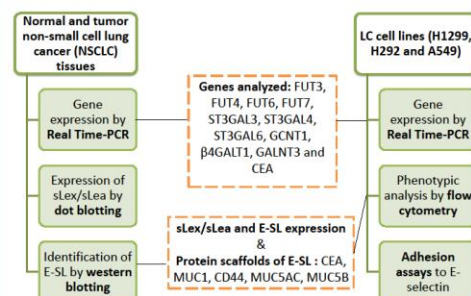 Normal and tumor
non-small cell lung
cancer (NSCLC)
tissues
Gene
expression by
Real Time-PCR
Expression of
sLex/sLea by
dot blotting
Identification of
E-SL by western
blotting
Genes analyzed: FUT3,
FUT4, FUT6, FUT7,
ST3GAL3, ST3GAL4,
ST3GAL6, GCNT1,
β4GALT1, GALNT3 and
CEA
sLex/sLea and E-SL expression
&
Protein scaffolds of E-SL : CEA,
MUC1, CD44, MUC5AC, MUC5B
LC cell lines (H1299,
H292 and A549)
Gene
expression by
Real Time-PCR
Phenotypic
analysis by flow
cytometry
Adhesion
assays to E-
selectin